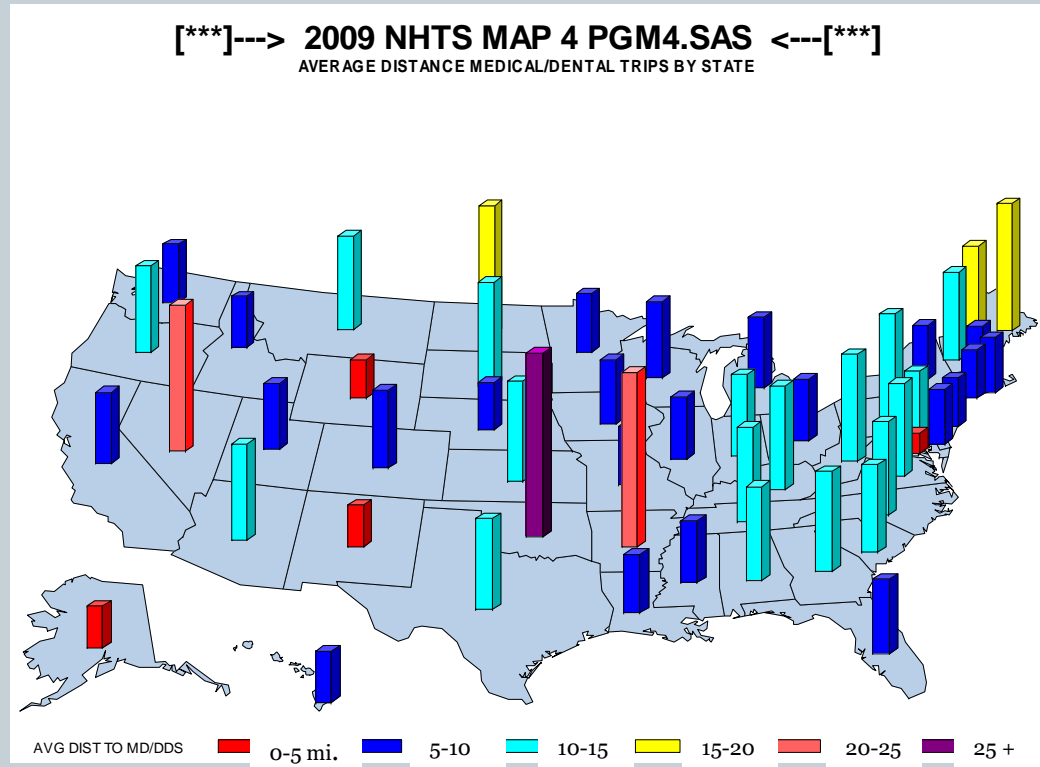 [***]---> 2009 NHTS MAP 4 PGM4.SAS <---[***]
AVERAGE DISTANCE MEDICAL/DENTAL TRIPS BY STATE
AVG DIST TO MD/DDS 0-5 mi. 5-10 10-15 15-20 20-25 25 +